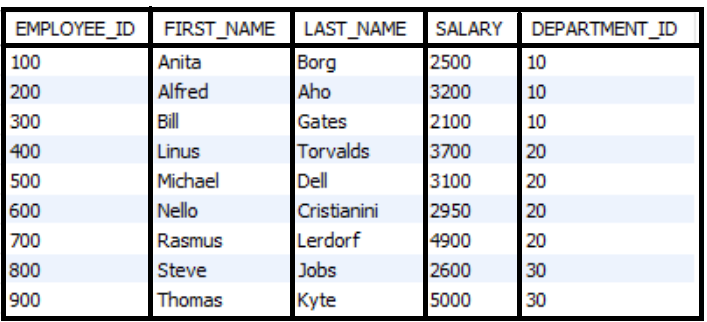 EMPLOYEE_ID FIRST_NAME LAST_NAME SALARY DEPARTMENT_ID
100 Anita Borg 2500 10
200 Alfred Aho 3200 10
300 Bill Gates 2100 10
400 Linus Torvalds 3700 20
500 Michael Dell 3100 20
600 Nello Cristianini 2950 20
700 Rasmus Lerdorf 4900 20
800 Steve Jobs 2600 30
900 Thomas Kyte 5000 30